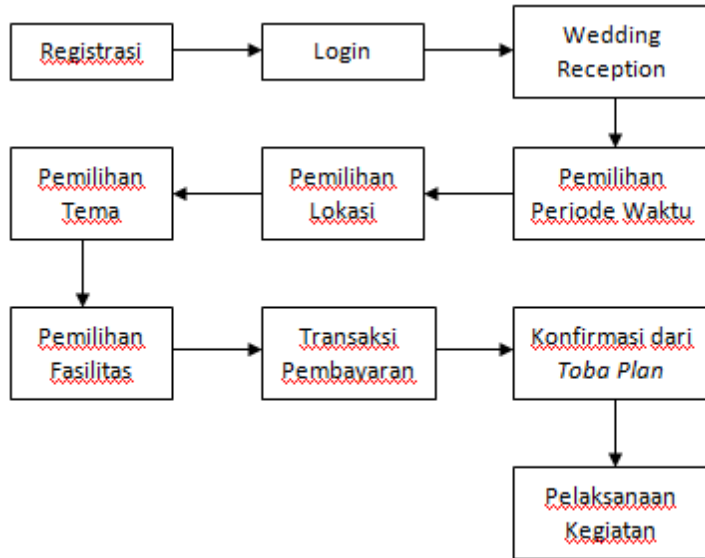 Registrasi
Login
Wedding
Reception
Pemilihan
Tema
Pemilihan
Lokasi
Pemilihan
Periode Waktu
Pemilihan
Fasilitas
Transaksi
Pembayaran
Konfirmasi dari
Toba Plan
Pelaksanaan
Kegiatan